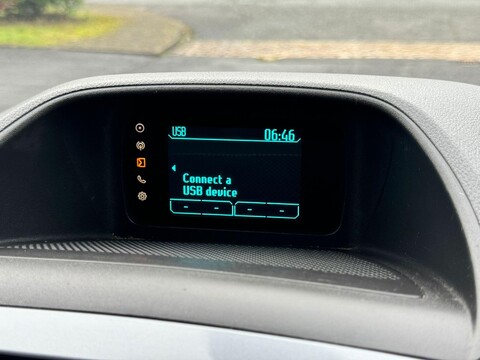 USB 06:46
Connect a
USB device
- - - -